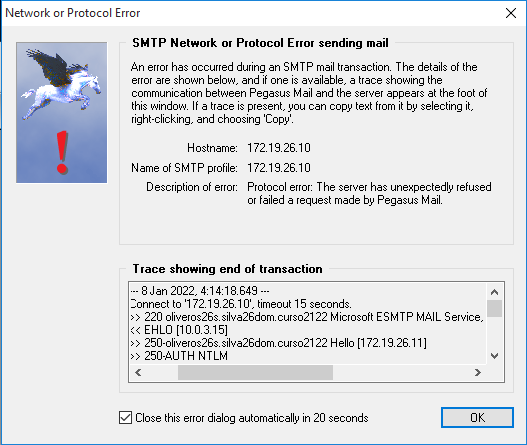 Network or Protocol Error
SMTP Network or Protocol Error sending mail
An error has occurred during an SMTP mail transaction. The details of the
error are shown below, and if one is available, a trace showing the
communication between Pegasus Mail and the server appears at the foot of
this window. If a trace is present, you can copy text from it by selecting it,
right-clicking, and choosing 'Copy'.
Hostname: 172.19.26.10
Name of SMTP profile: 172.19.26.10
Description of error: Protocol error: The server has unexpectedly refused
or failed a request made by Pegasus Mail.
Trace showing end of transaction
--- 8 Jan 2022, 4:14:18.649 ---
Connect to '172.19.26.10', timeout 15 seconds.
>> 220 oliveros26s.silva26dom.curso2122 Microsoft ESMTP MAIL Service,
<< EHLO [10.0.3.15]
>> 250-oliveros26s.silva26dom.curso2122 Hello [172.19.26.11]
>> 250-AUTH NTLM
Close this error dialog automatically in 20 seconds
OK